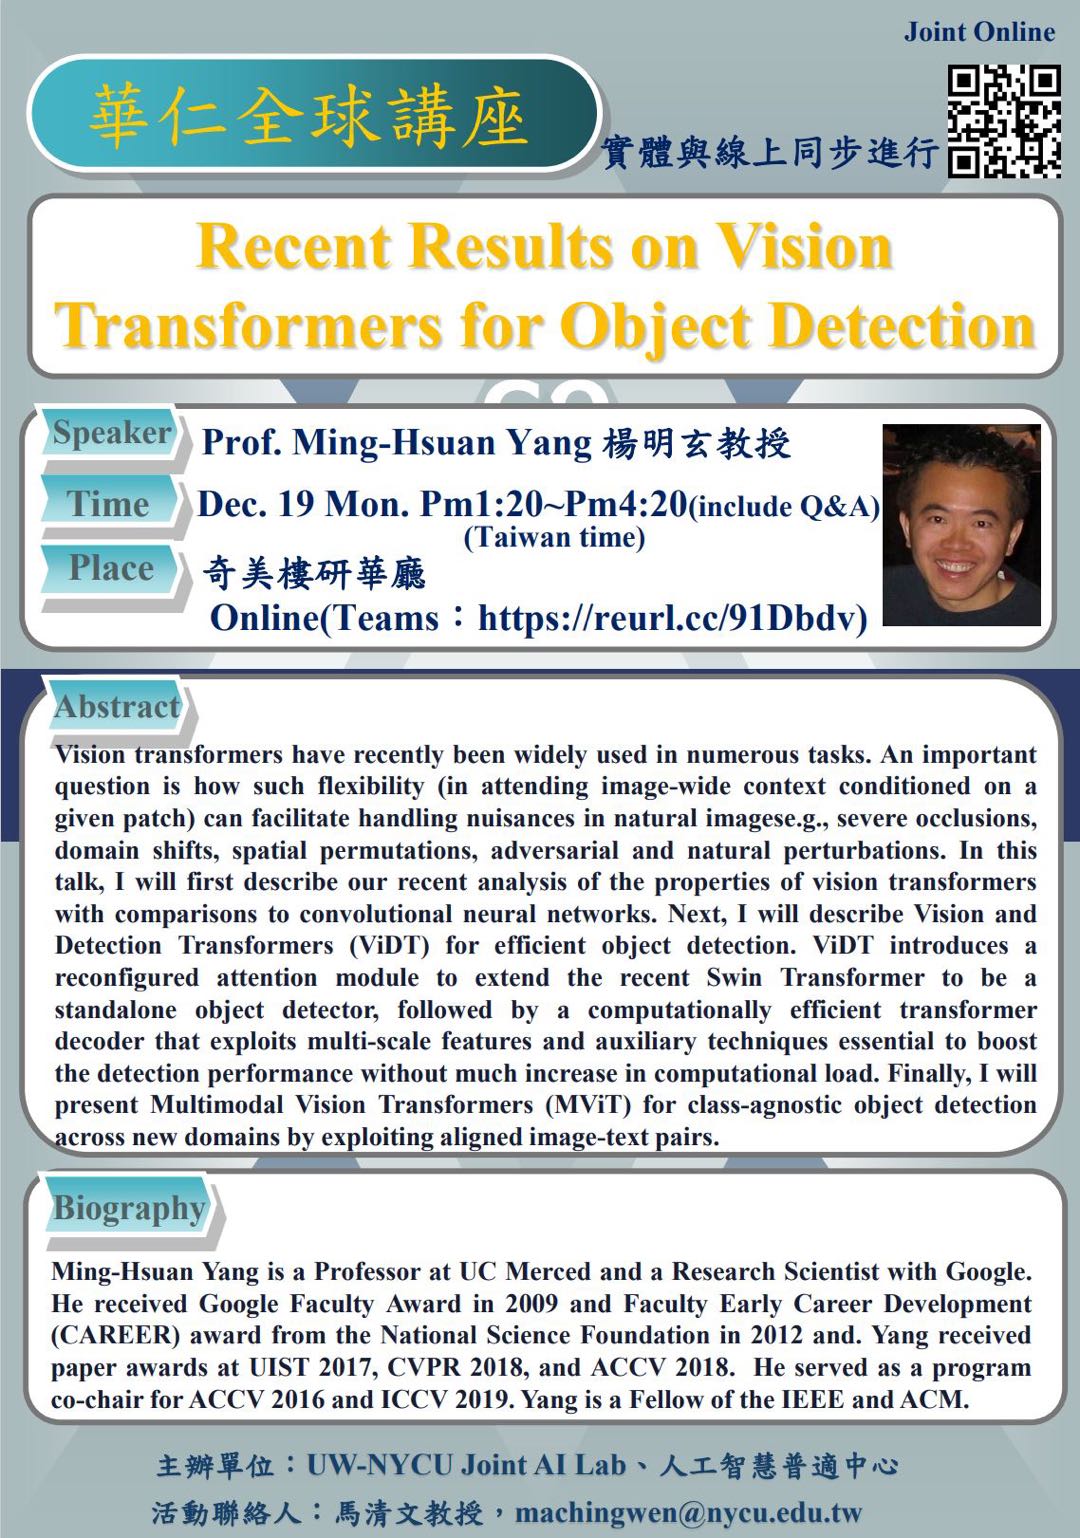 Joint Online
華仁全球講座
實體與線上同步進行
Recent Results on Vision
Transformers for Object Detection
Speaker
Prof. Ming-Hsuan Yang 楊明玄教授
Time
Dec. 19 Mon. Pm1:20~Pm4:20(include Q&A)
(Taiwan time)
Place
奇美樓研華廳
Online(Teams：https://reurl.cc/91Dbdv)
Abstract
Vision transformers have recently been widely used in numerous tasks. An important
question is how such flexibility (in attending image-wide context conditioned on a
given patch) can facilitate handling nuisances in natural imagese.g., severe occlusions,
domain shifts, spatial permutations, adversarial and natural perturbations. In this
talk, I will first describe our recent analysis of the properties of vision transformers
with comparisons to convolutional neural networks. Next, I will describe Vision and
Detection Transformers (ViDT) for efficient object detection. ViDT introduces a
reconfigured attention module to extend the recent Swin Transformer to be a
standalone object detector, followed by a computationally efficient transformer
decoder that exploits multi-scale features and auxiliary techniques essential to boost
the detection performance without much increase in computational load. Finally, I will
present Multimodal Vision Transformers (MViT) for class-agnostic object detection
across new domains by exploiting aligned image-text pairs.
Biography
Ming-Hsuan Yang is a Professor at UC Merced and a Research Scientist with Google.
He received Google Faculty Award in 2009 and Faculty Early Career Development
(CAREER) award from the National Science Foundation in 2012 and. Yang received
paper awards at UIST 2017, CVPR 2018, and ACCV 2018.  He served as a program
co-chair for ACCV 2016 and ICCV 2019. Yang is a Fellow of the IEEE and ACM.
主辦單位：UW-NYCU Joint AI Lab、人工智慧普適中心
活動聯絡人：馬清文教授，machingwen@nycu.edu.tw